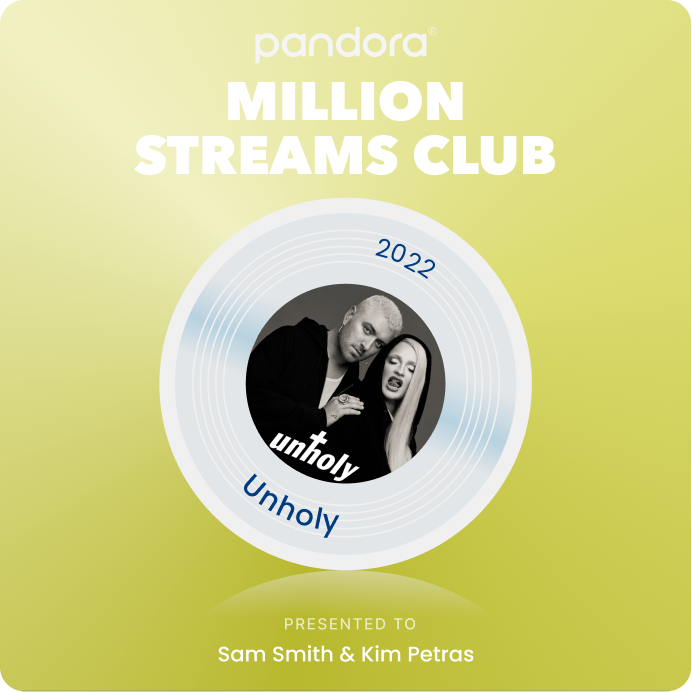 pandora®
MILLION
STREAMS CLUB
2022
unholy
Unholy
PRESENTED TO
Sam Smith & Kim Petras